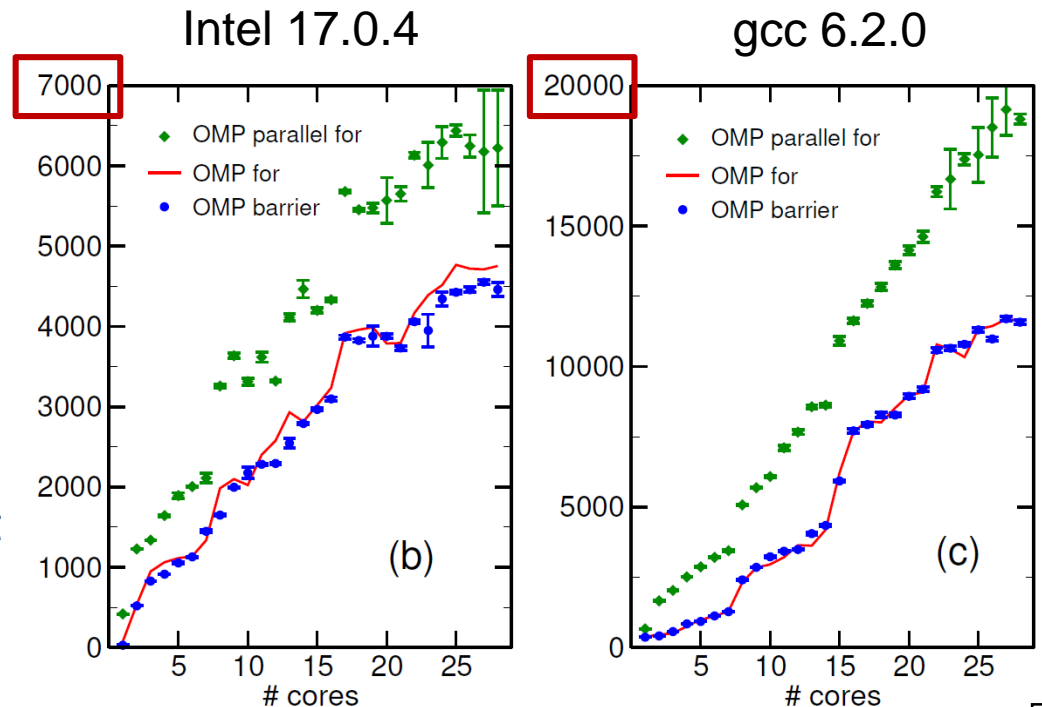 Intel 17.0.4
7000
6000
5000
4000
3000
2000
1000
0
OMP parallel for
OMP for
OMP barrier
(b)
5
10
15
20
25
# cores
gcc 6.2.0
20000
15000
10000
5000
0
OMP parallel for
OMP for
OMP barrier
(c)
5
10
15
20
25
# cores